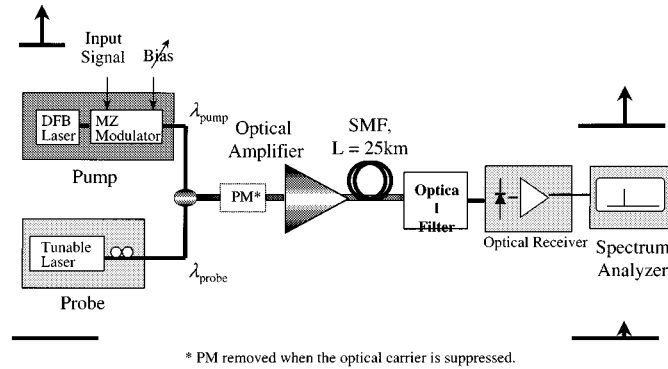 Input
Signal
Bias
DFB
Laser
MZ
Modulator
λpump
Pump
Optical
Amplifier
SMF,
L = 25km
PM*
Optica
l
Filter
Optical Receiver
Spectrum
Analyzer
Tunable
Laser
λprobe
Probe
* PM removed when the optical carrier is suppressed.